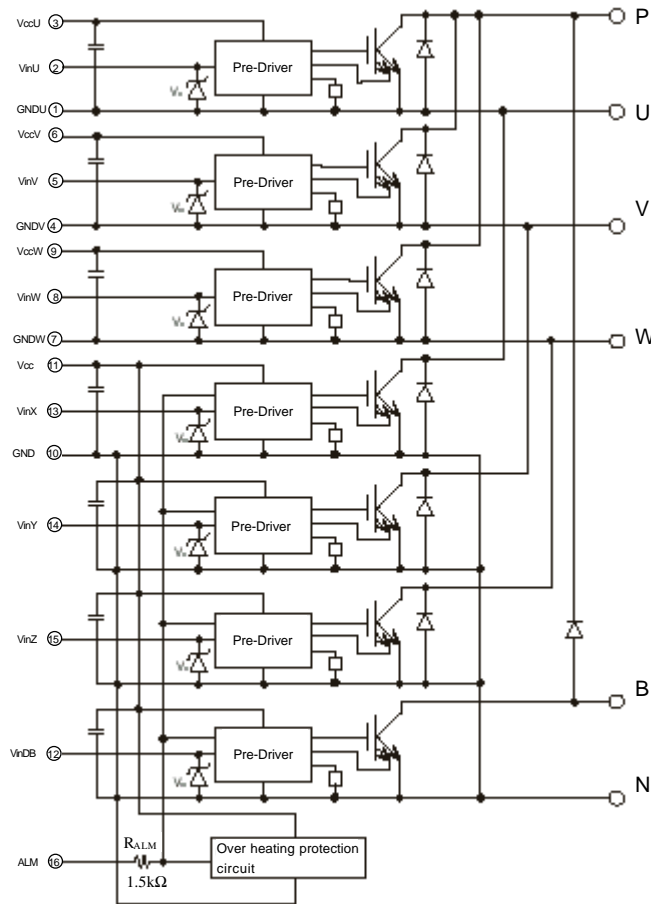 VccU 3 P
VinU 2 Pre-Driver
GNDU 1 U
VccV 6
VinV 5 Pre-Driver
GNDV 4 V
VccW 9
VinW 8 Pre-Driver
GNDW 7 W
Vcc 11
VinX 13 Pre-Driver
GND 10
VinY 14 Pre-Driver
VinZ 15 Pre-Driver
B
VinDB 12 Pre-Driver
N
RALM
ALM 16
1.5kΩ
Over heating protection
circuit